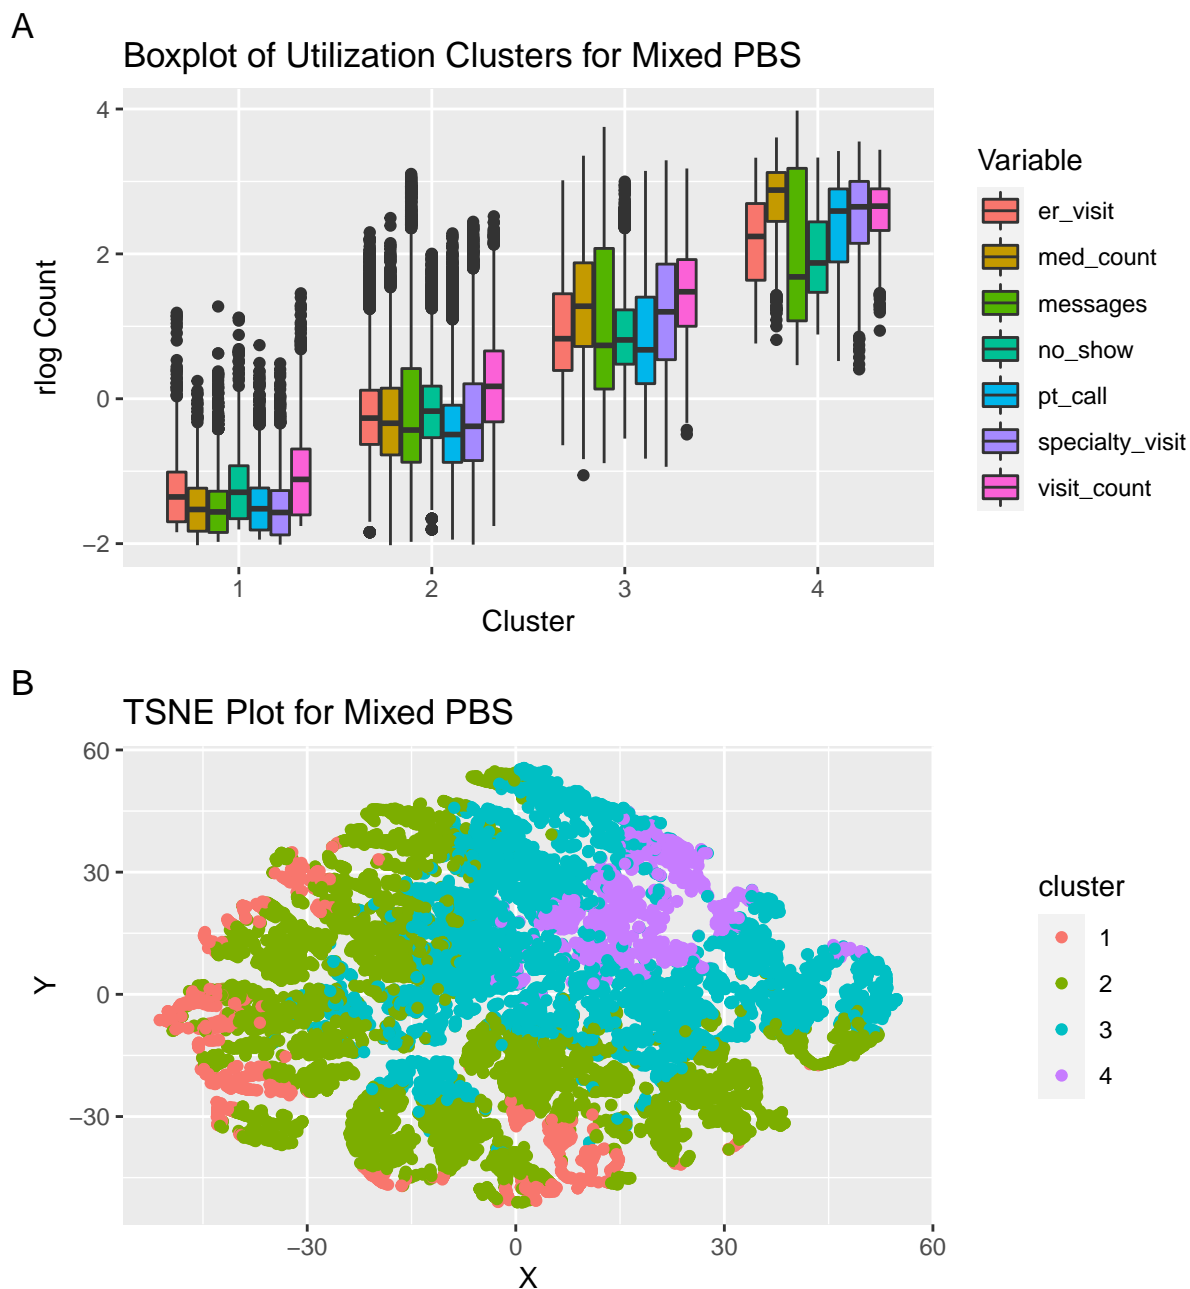 A
Boxplot of Utilization Clusters for Mixed PBS
4
2
0
−2
rlog Count
1
2
3
4
Cluster
Variable
er_visit
med_count
messages
no_show
pt_call
specialty_visit
visit_count
B
TSNE Plot for Mixed PBS
60
30
0
−30
Y
−30
0
30
60
X
cluster
1
2
3
4